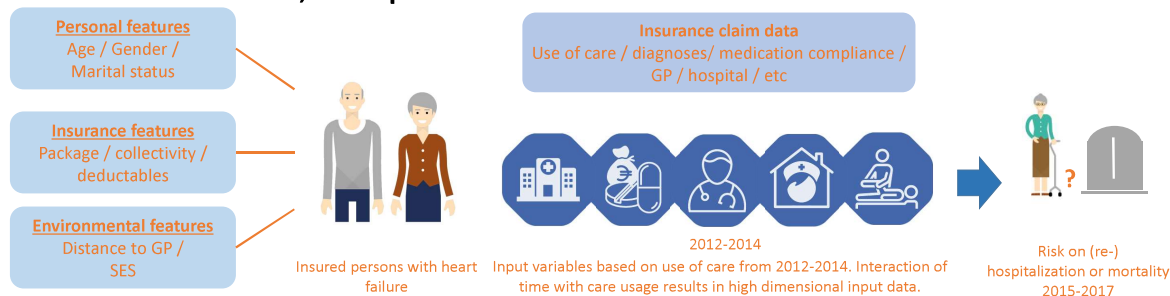 Personal features
Age / Gender /
Marital status
Insurance features
Package / collectivity /
deductables
Environmental features
Distance to GP /
SES
Insured persons with heart
failure
Insurance claim data
Use of care / diagnoses/ medication compliance /
GP / hospital / etc
2012-2014
Input variables based on use of care from 2012-2014. Interaction of
time with care usage results in high dimensional input data.
?
Risk on (re-)
hospitalization or mortality
2015-2017